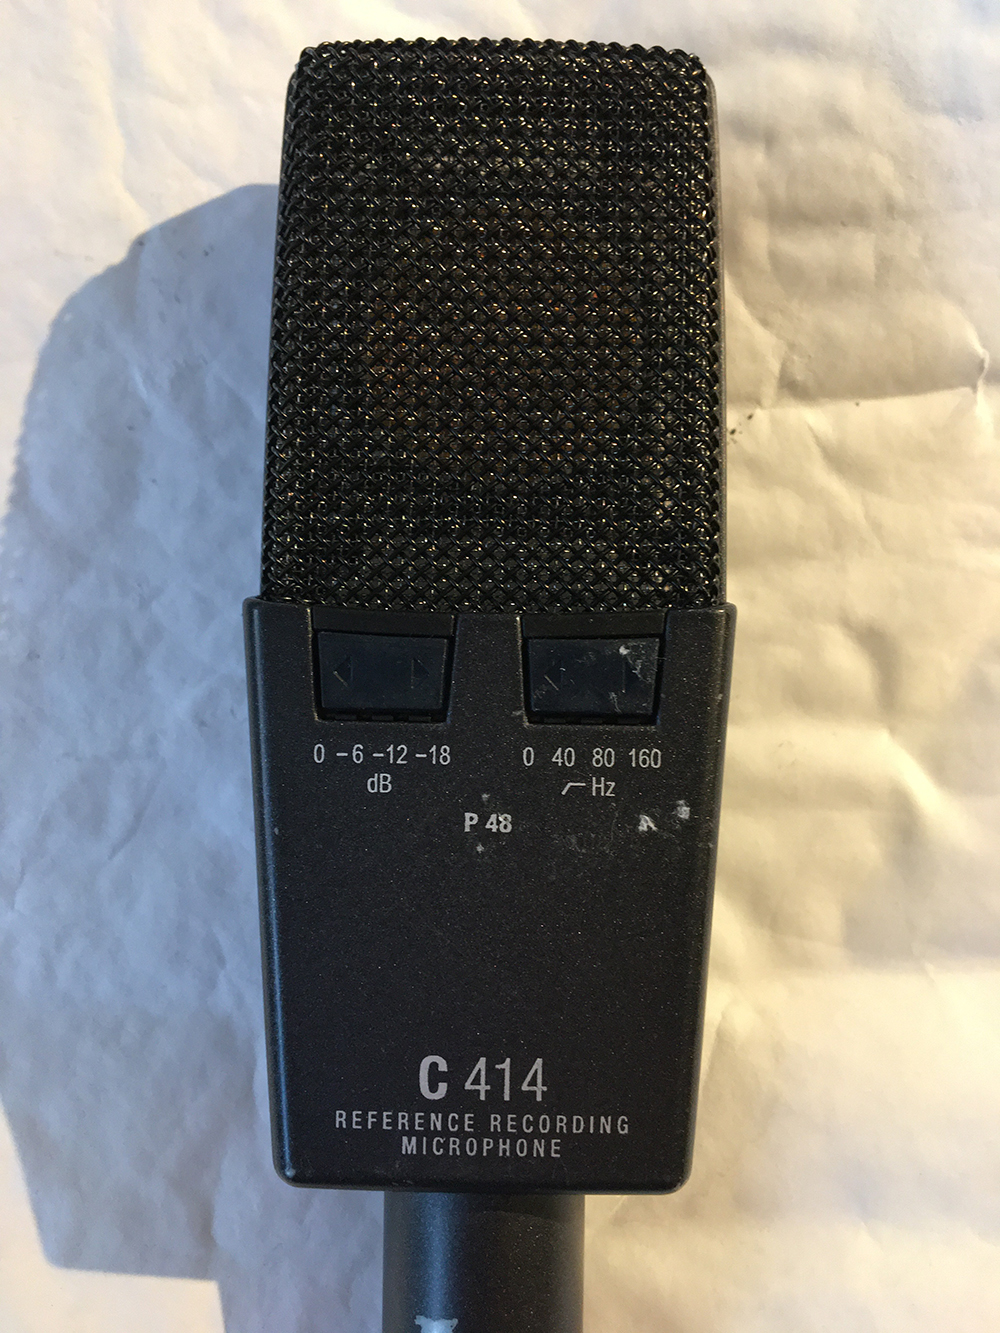 0 –6 –12 –18
dB
0 40 80 160
Hz
P 48
C 414
REFERENCE RECORDING
MICROPHONE